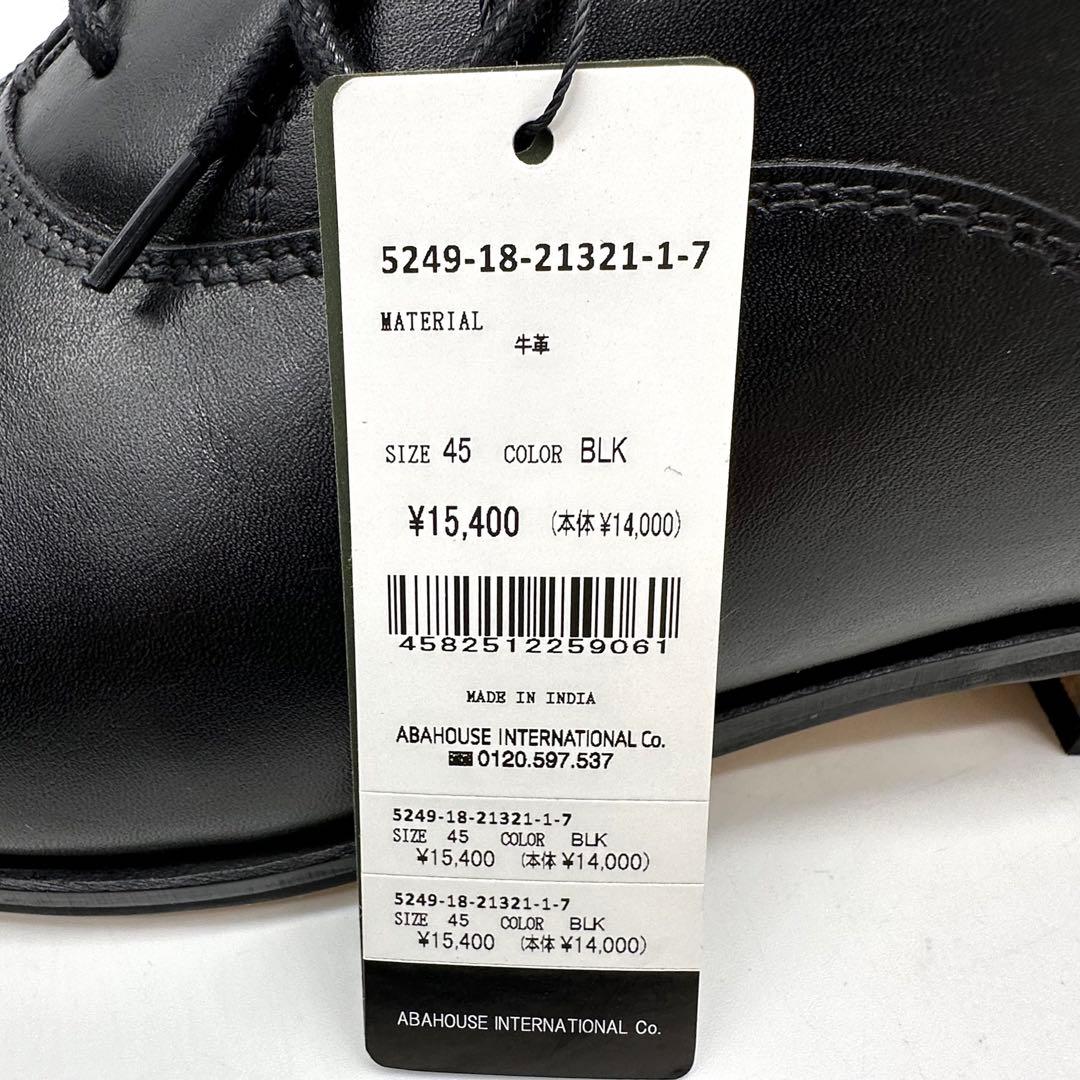 5249-18-21321-1-7
MATERIAL
牛革
SIZE 45 COLOR BLK
¥15,400 (本体¥14,000)
4582512259061
MADE IN INDIA
ABAHOUSE INTERNATIONAL Co.
0120.597.537
5249-18-21321-1-7
SIZE 45 COLOR BLK
¥15,400 (本体¥14,000)
5249-18-21321-1-7
SIZE 45 COLOR BLK
¥15,400 (本体¥14,000)
ABAHOUSE INTERNATIONAL Co.